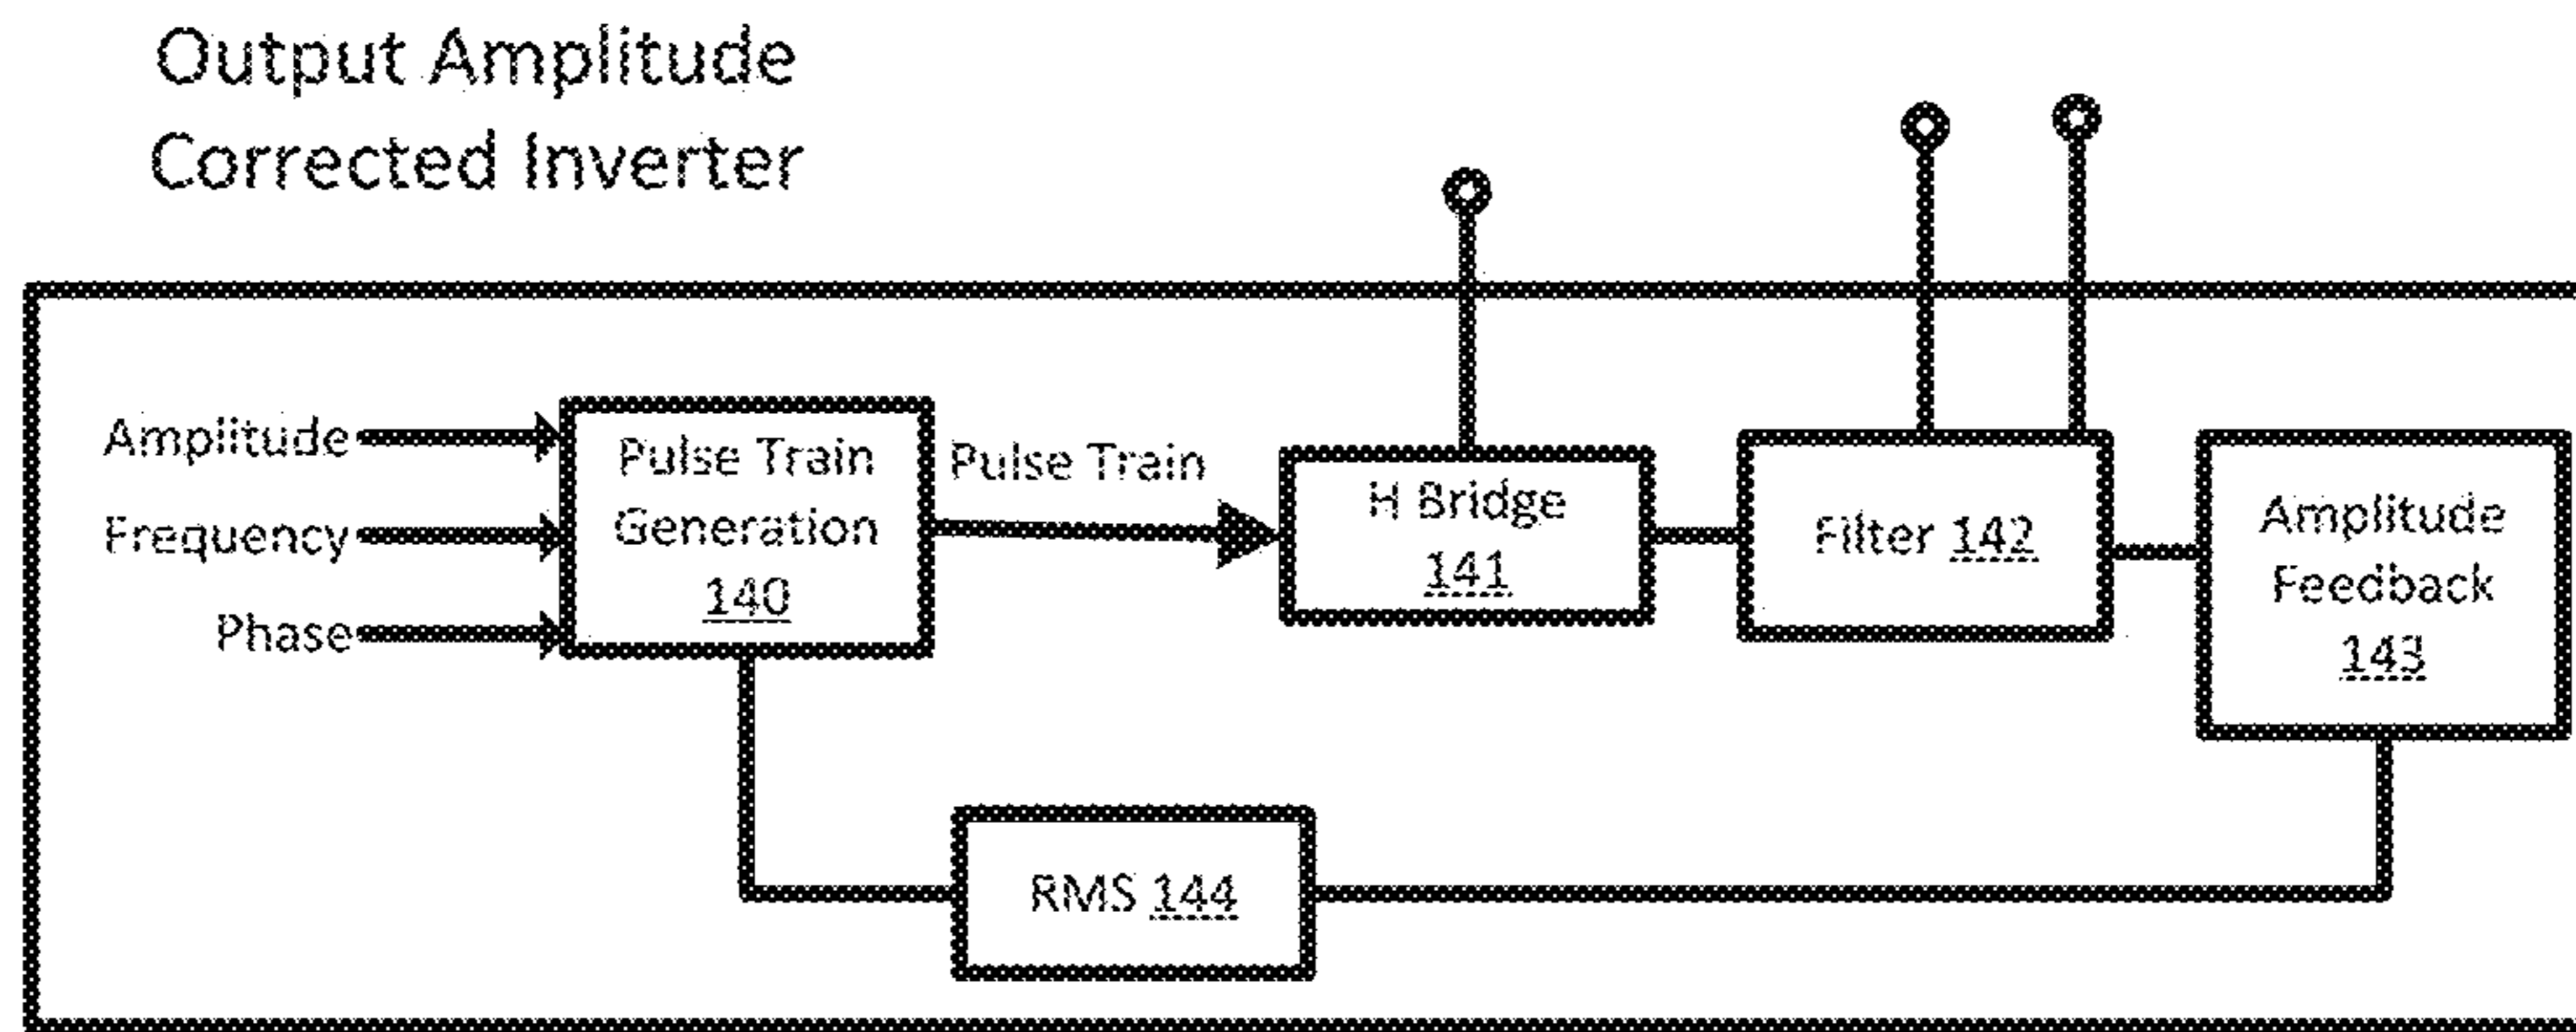 Output Amplitude
Corrected Inverter
Amplitude
Frequency
Phase
Pulse Train
Generation
140
Pulse Train
H Bridge
141
Filter 142
Amplitude
Feedback
143
RMS 144